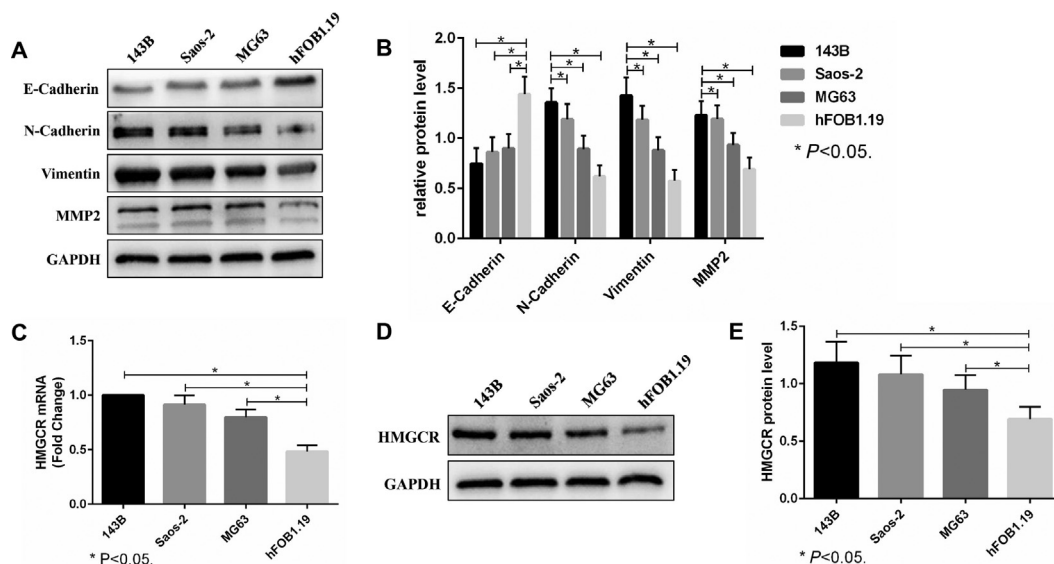 A
143B
Saos-2
MG63
hFOB1.19
E-Cadherin
N-Cadherin
Vimentin
MMP2
GAPDH
B
relative protein level
2.0
1.5
1.0
0.5
0.0
* * * * * * * * * * * *
E-Cadherin
N-Cadherin
Vimentin
MMP2
143B
Saos-2
MG63
hFOB1.19
* P<0.05.
C
HMGCR mRNA
(Fold Change)
1.5
1.0
0.5
0.0
*
*
*
143B
Saos-2
MG63
hFOB1.19
* P<0.05.
D
143B
Saos-2
MG63
hFOB1.19
HMGCR
GAPDH
E
HMGCR protein level
1.5
1.0
0.5
0.0
*
*
*
143B
Saos-2
MG63
hFOB1.19
* P<0.05.